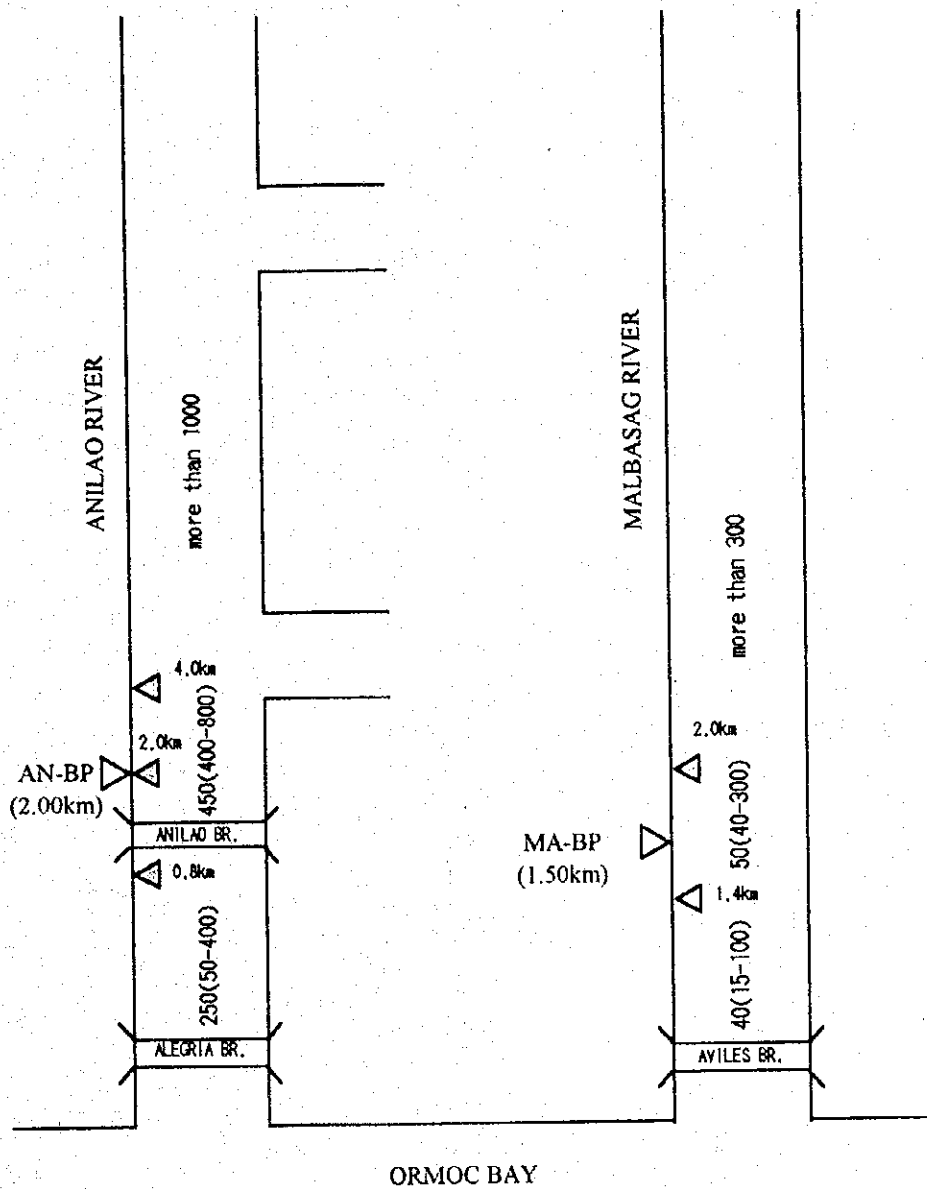 ANILAO RIVER
more than 1000
4.0km
2.0km
450(400-800)
AN-BP
(2.00km)
ANILAO BR.
0.8km
250(50-400)
ALEGRIA BR.
MALBASAG RIVER
more than 300
2.0km
50(40-300)
MA-BP
(1.50km)
1.4km
40(15-100)
AVILES BR.
ORMOC BAY